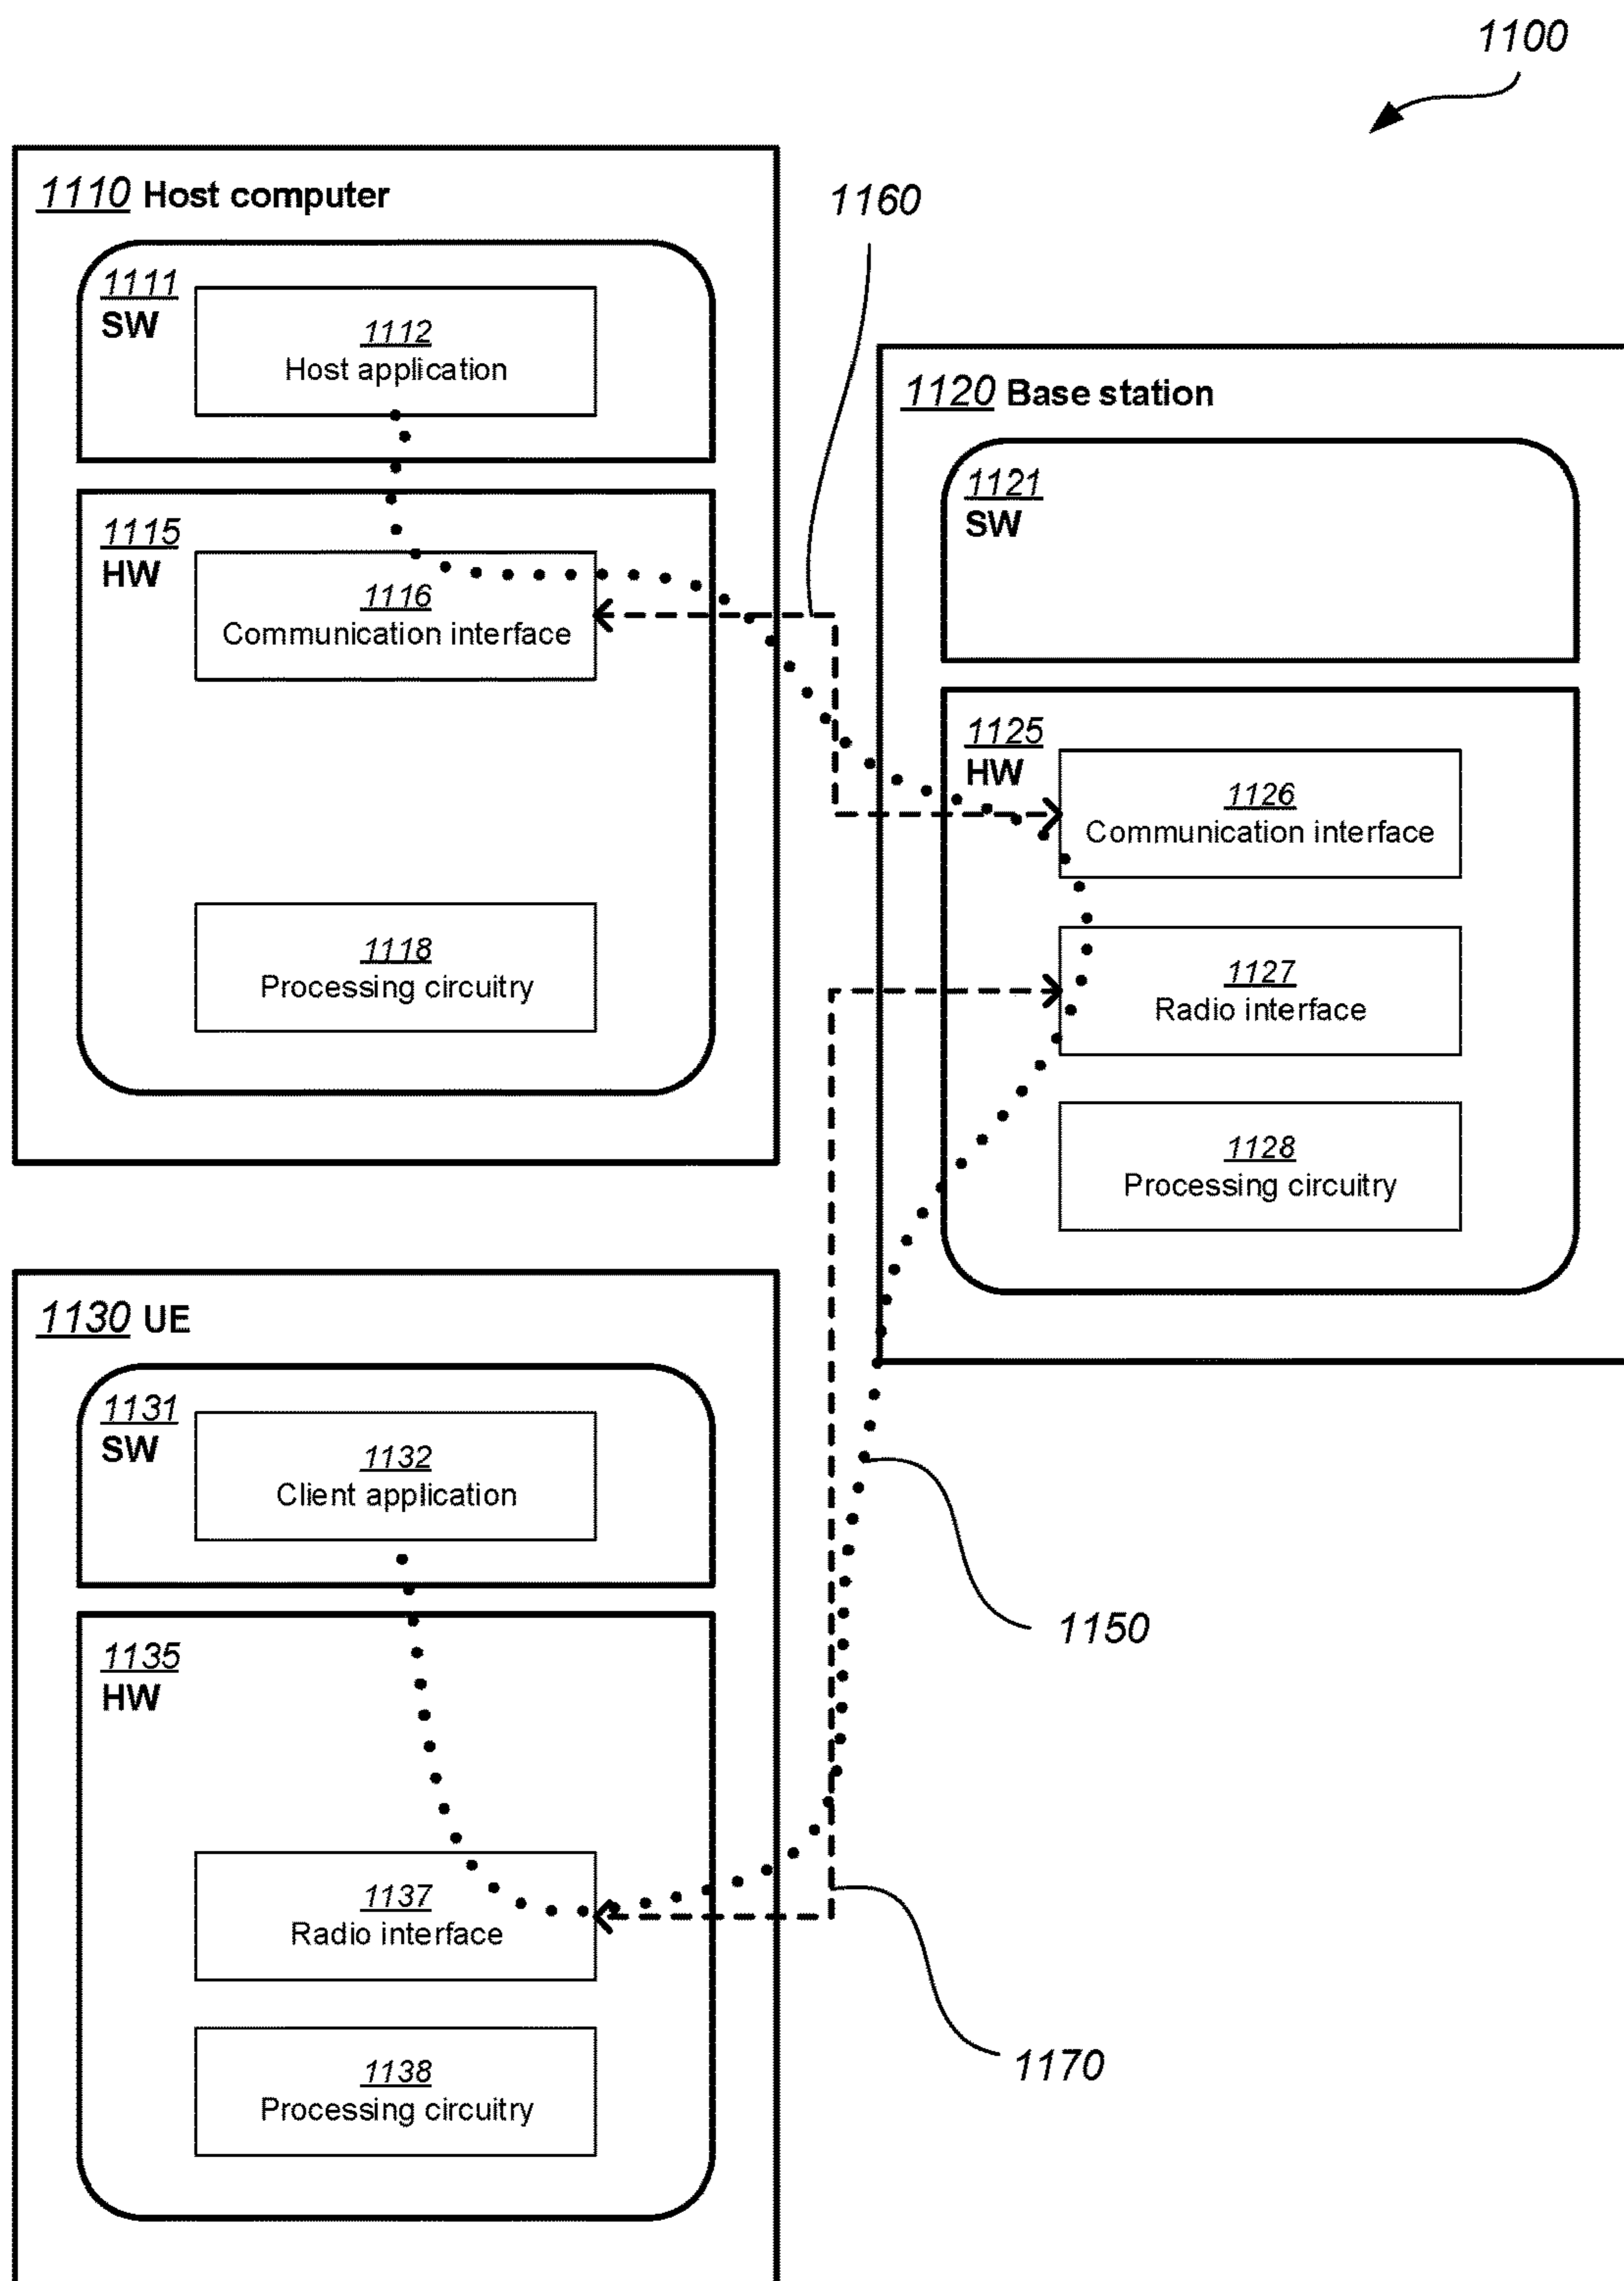 1100
1110 Host computer
1160
1111
SW
1112
Host application
1120 Base station
1121
SW
1115
HW
1116
Communication interface
1125
HW
1126
Communication interface
1118
Processing circuitry
1127
Radio interface
1128
Processing circuitry
1130 UE
1131
SW
1132
Client application
1150
1135
HW
1137
Radio interface
1170
1138
Processing circuitry